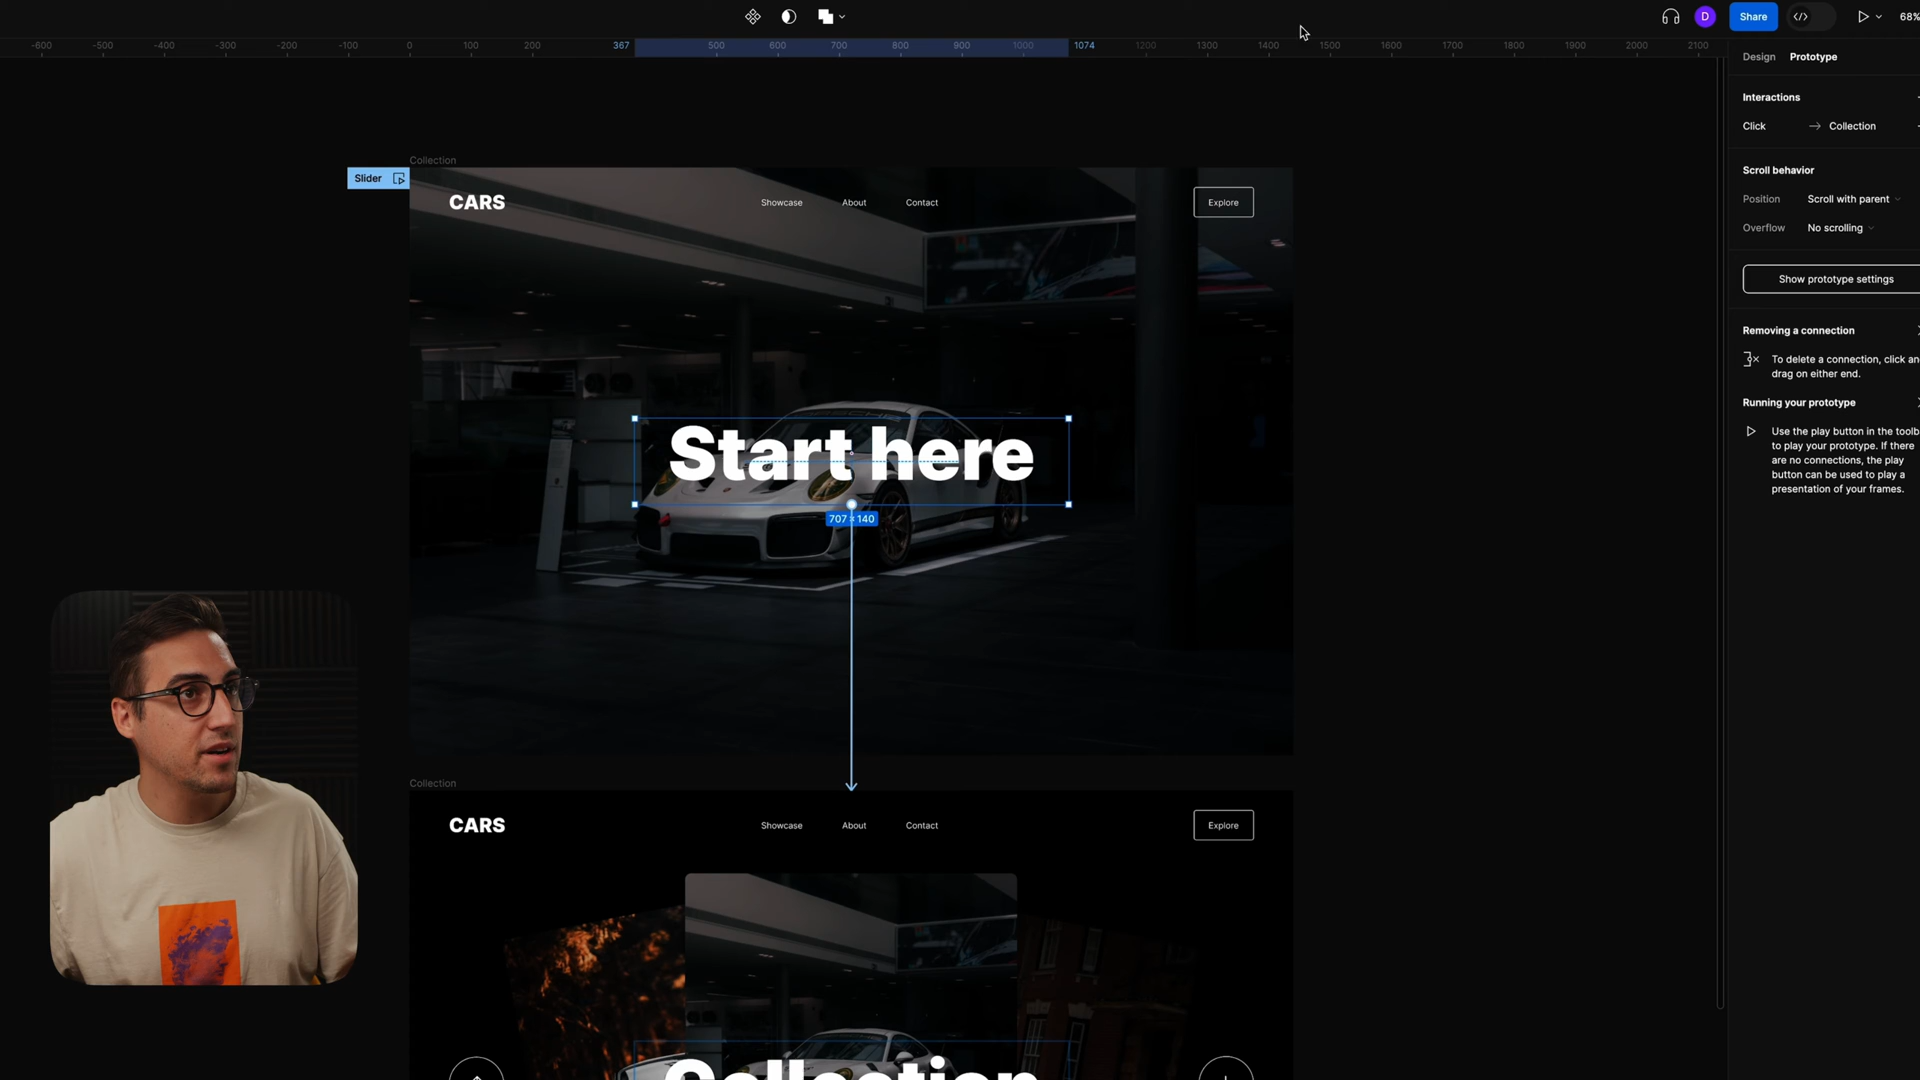 D
Share
68%
-600 -500 -400 -300 -200 -100 0 100 200 367 500 600 700 800 900 1000 1074 1200 1300 1400 1500 1600 1700 1800 1900 2000 2100
Design Prototype
Interactions
Click Collection
Scroll behavior
Position Scroll with parent
Overflow No scrolling
Show prototype settings
Removing a connection
To delete a connection, click an
drag on either end.
Running your prototype
Use the play button in the toolb
to play your prototype. If there
are no connections, the play
button can be used to play a
presentation of your frames.
Collection
Slider
CARS Showcase About Contact Explore
Start here
707 × 140
Collection
CARS Showcase About Contact Explore
Collection